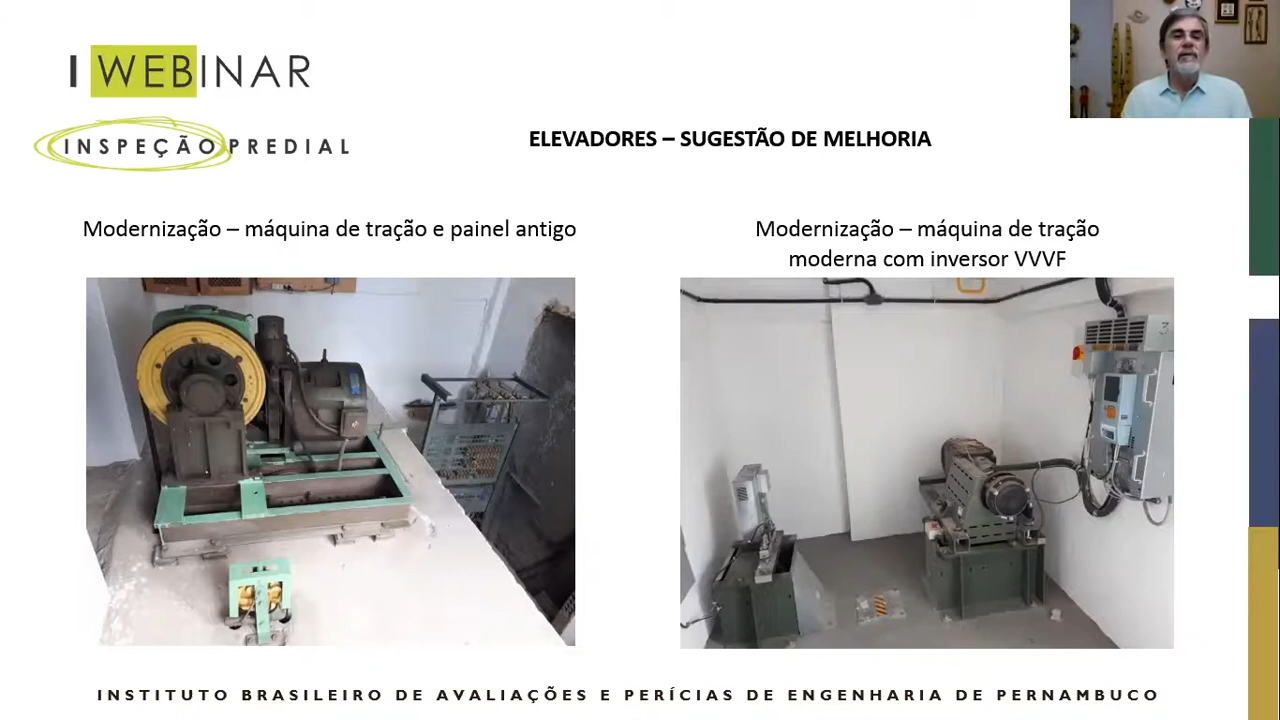 I WEBINAR
INSPEÇÃO PREDIAL
ELEVADORES – SUGESTÃO DE MELHORIA
Modernização – máquina de tração e painel antigo
Modernização – máquina de tração
moderna com inversor VVVF
3
INSTITUTO BRASILEIRO DE AVALIAÇÕES E PERÍCIAS DE ENGENHARIA DE PERNAMBUCO